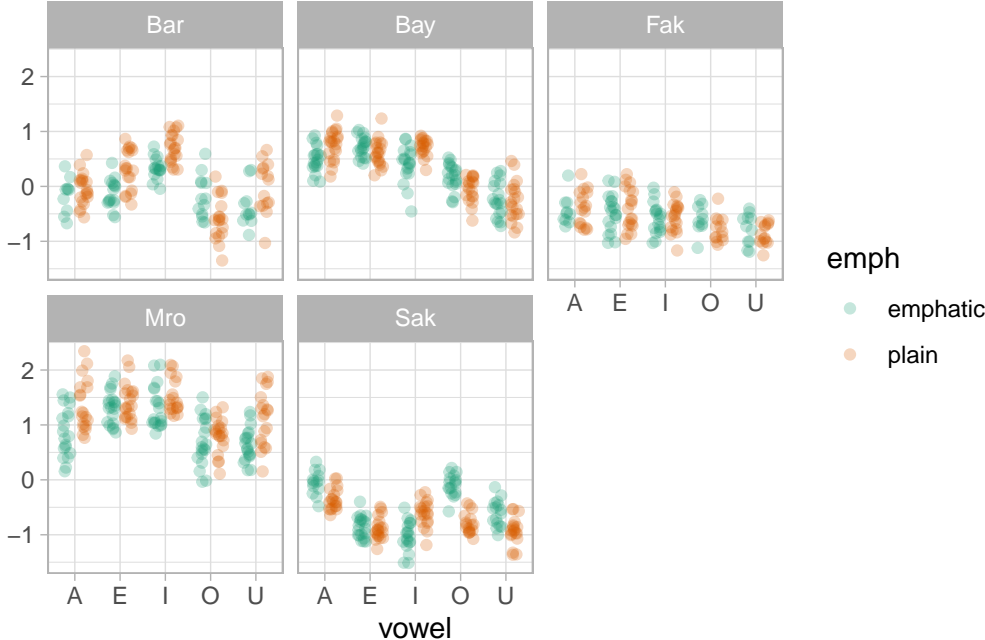 Bar Bay Fak
2
1
0
−1
A E I O U
emph
emphatic
plain
Mro Sak
2
1
0
−1
A E I O U A E I O U
vowel